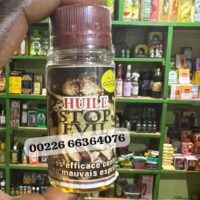 HUILE
STOP
EVIL
00226 66364076
efficace contre
mauvais esprits